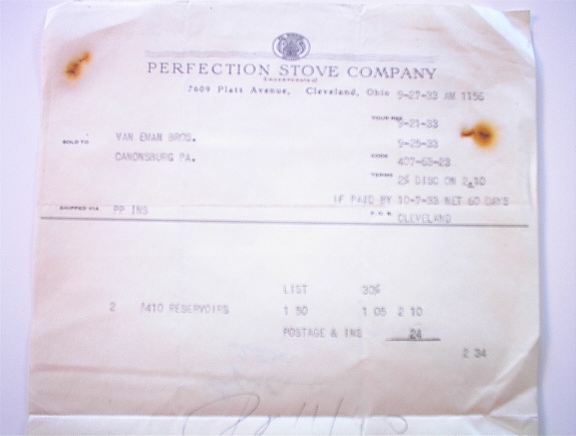 PERFECTION STOVE COMPANY
INCORPORATED
7609 Platt Avenue, Cleveland, Ohio 9-27-33 AM 1156
YOUR 9-21-33
SOLD TO VAN EMAN BROS. 9-25-33
CANONSBURG PA. CODE 407-63-23
TERMS 2% DISC ON 2.10
IF PAID BY 10-7-33 NET 60 DAYS
SHIPPED VIA PP INS F.O.B. CLEVELAND
LIST 30%
2 RESERVOIRS 1 50 1 05 2 10
POSTAGE & INS 24
2 34